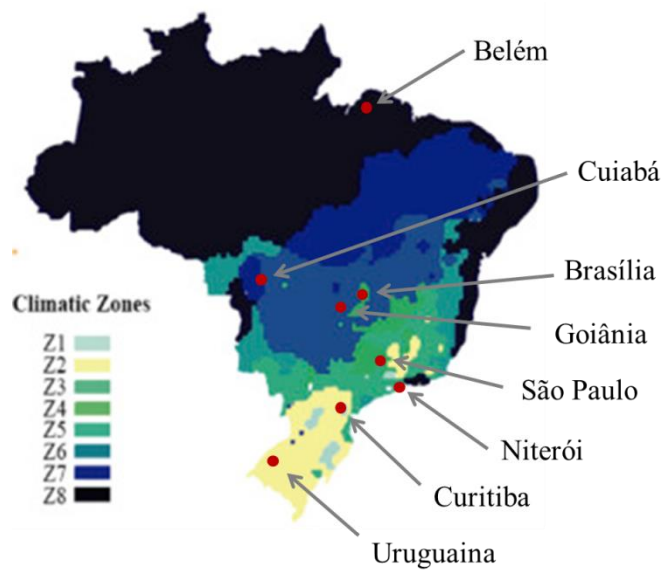 Belém
Cuiabá
Brasília
Goiânia
São Paulo
Niterói
Curitiba
Uruguaina
Climatic Zones
Z1
Z2
Z3
Z4
Z5
Z6
Z7
Z8